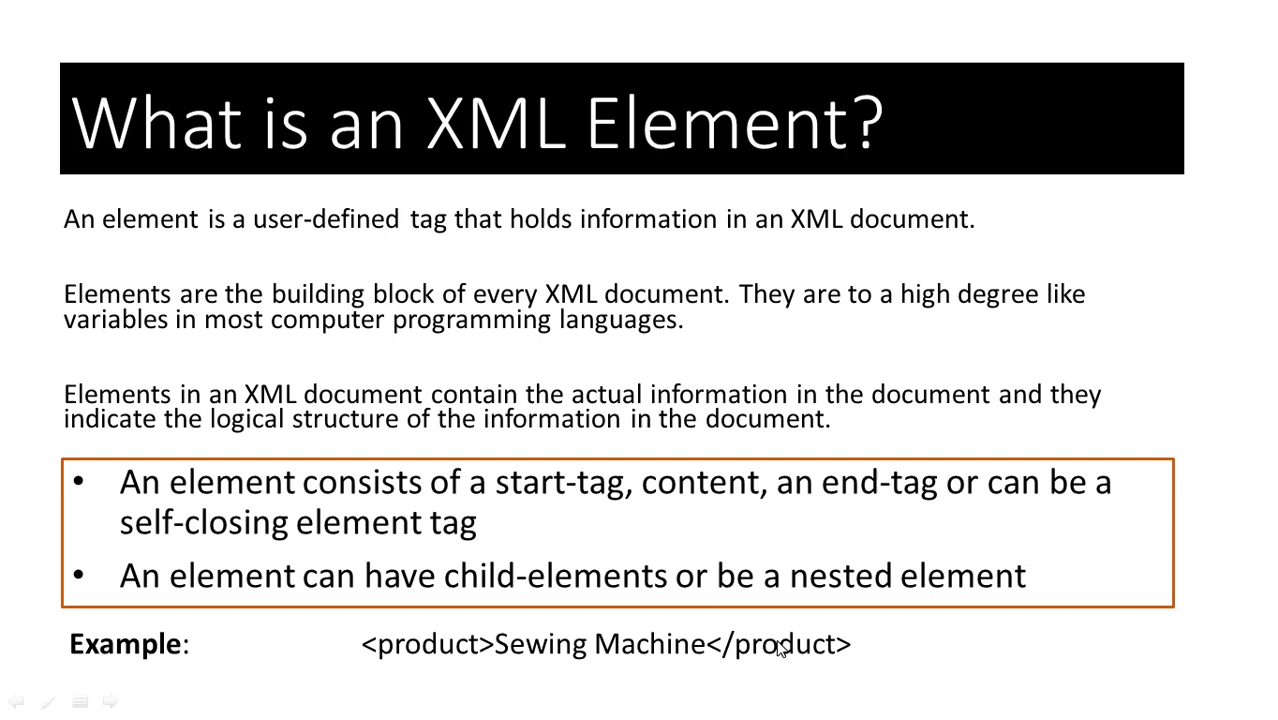 What is an XML Element?
An element is a user-defined tag that holds information in an XML document.
Elements are the building block of every XML document. They are to a high degree like
variables in most computer programming languages.
Elements in an XML document contain the actual information in the document and they
indicate the logical structure of the information in the document.
• An element consists of a start-tag, content, an end-tag or can be a
self-closing element tag
• An element can have child-elements or be a nested element
Example: <product>Sewing Machine</product>